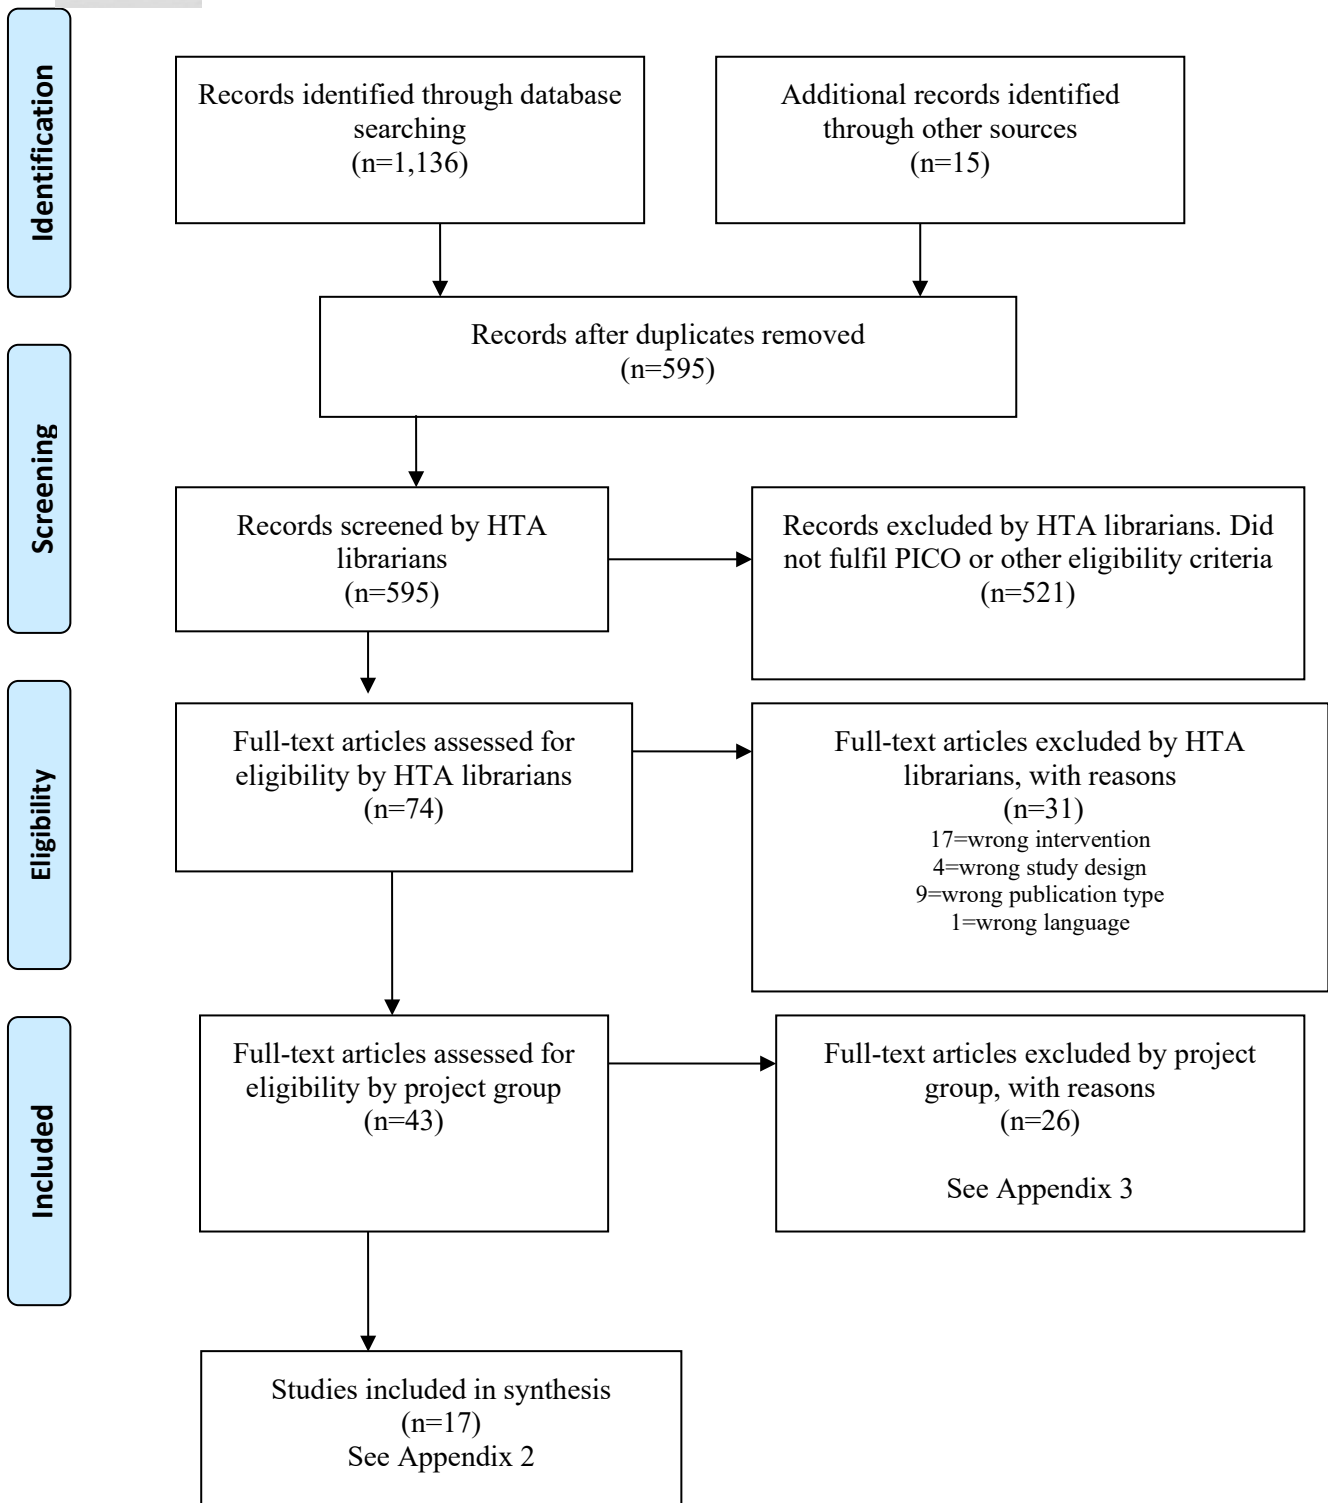 Identification
Records identified through database
searching
(n=1,136)
Additional records identified
through other sources
(n=15)
Records after duplicates removed
(n=595)
Screening
Records screened by HTA
librarians
(n=595)
Records excluded by HTA librarians. Did
not fulfil PICO or other eligibility criteria
(n=521)
Eligibility
Full-text articles assessed for
eligibility by HTA librarians
(n=74)
Full-text articles excluded by HTA
librarians, with reasons
(n=31)
17=wrong intervention
4=wrong study design
9=wrong publication type
1=wrong language
Included
Full-text articles assessed for
eligibility by project group
(n=43)
Full-text articles excluded by project
group, with reasons
(n=26)
See Appendix 3
Studies included in synthesis
(n=17)
See Appendix 2